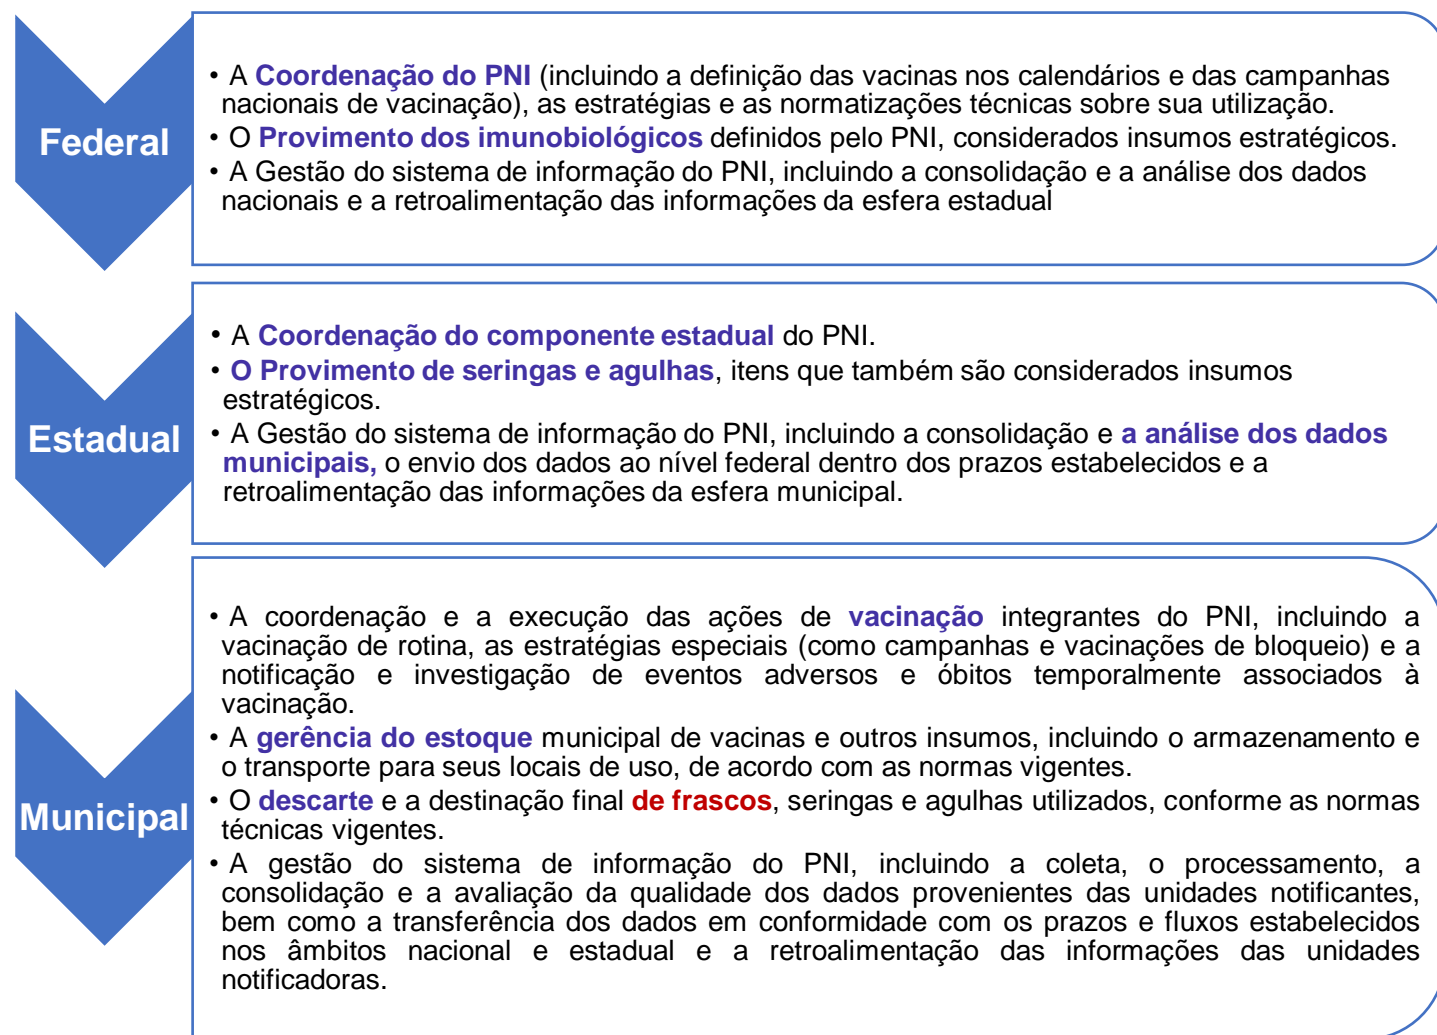 Federal
• A Coordenação do PNI (incluindo a definição das vacinas nos calendários e das campanhas
nacionais de vacinação), as estratégias e as normatizações técnicas sobre sua utilização.
• O Provimento dos imunobiológicos definidos pelo PNI, considerados insumos estratégicos.
• A Gestão do sistema de informação do PNI, incluindo a consolidação e a análise dos dados
nacionais e a retroalimentação das informações da esfera estadual
Estadual
• A Coordenação do componente estadual do PNI.
• O Provimento de seringas e agulhas, itens que também são considerados insumos
estratégicos.
• A Gestão do sistema de informação do PNI, incluindo a consolidação e a análise dos dados
municipais, o envio dos dados ao nível federal dentro dos prazos estabelecidos e a
retroalimentação das informações da esfera municipal.
Municipal
• A coordenação e a execução das ações de vacinação integrantes do PNI, incluindo a
vacinação de rotina, as estratégias especiais (como campanhas e vacinações de bloqueio) e a
notificação e investigação de eventos adversos e óbitos temporalmente associados à
vacinação.
• A gerência do estoque municipal de vacinas e outros insumos, incluindo o armazenamento e
o transporte para seus locais de uso, de acordo com as normas vigentes.
• O descarte e a destinação final de frascos, seringas e agulhas utilizados, conforme as normas
técnicas vigentes.
• A gestão do sistema de informação do PNI, incluindo a coleta, o processamento, a
consolidação e a avaliação da qualidade dos dados provenientes das unidades notificantes,
bem como a transferência dos dados em conformidade com os prazos e fluxos estabelecidos
nos âmbitos nacional e estadual e a retroalimentação das informações das unidades
notificadoras.